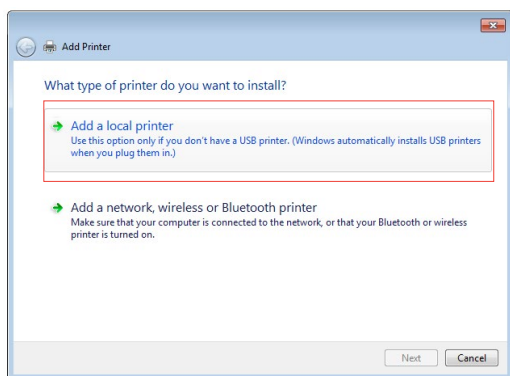 Add Printer
What type of printer do you want to install?
Add a local printer
Use this option only if you don't have a USB printer. (Windows automatically installs USB printers
when you plug them in.)
Add a network, wireless or Bluetooth printer
Make sure that your computer is connected to the network, or that your Bluetooth or wireless
printer is turned on.
Next Cancel